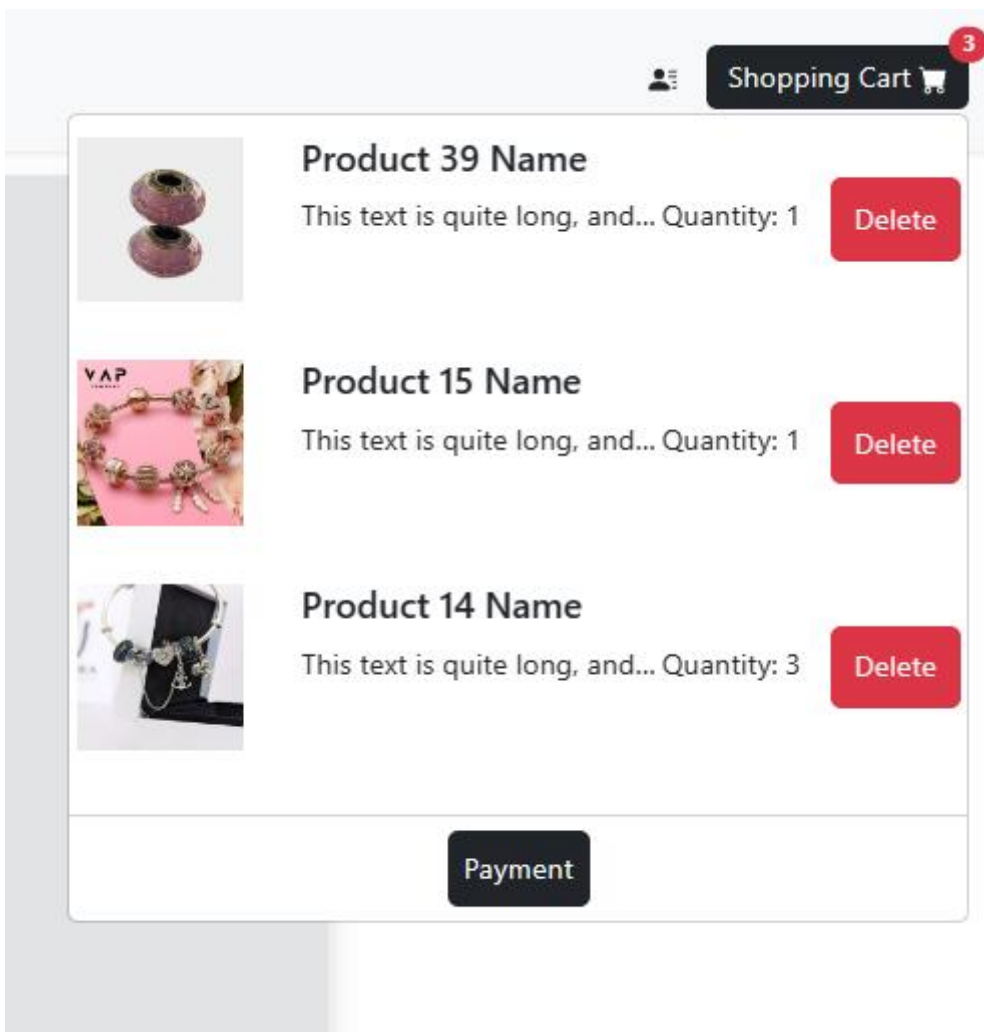 3
Shopping Cart
Product 39 Name
This text is quite long, and... Quantity: 1
Delete
VAP
Product 15 Name
This text is quite long, and... Quantity: 1
Delete
Product 14 Name
This text is quite long, and... Quantity: 3
Delete
Payment